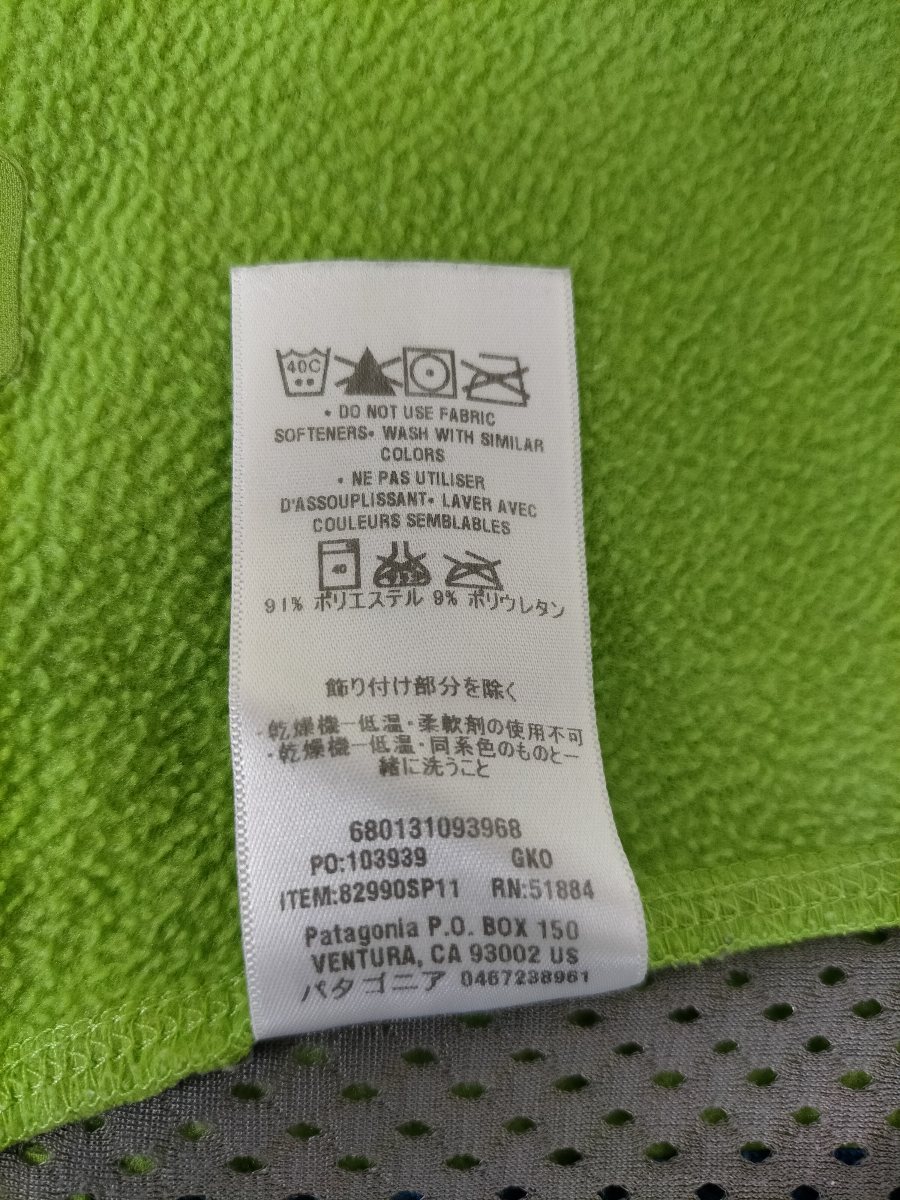 40C
• DO NOT USE FABRIC
SOFTENERS• WASH WITH SIMILAR
COLORS
• NE PAS UTILISER
D'ASSOUPLISSANT• LAVER AVEC
COULEURS SEMBLABLES
40
91% ポリエステル 9% ポリウレタン
飾り付け部分を除く
・乾燥機ー低温・柔軟剤の使用不可
・乾燥機ー低温・同系色のものと一
緒に洗うこと
680131093968
PO:103939 GKO
ITEM:82990SP11 RN:51884
Patagonia P.O. BOX 150
VENTURA, CA 93002 US
パタゴニア 0467238961